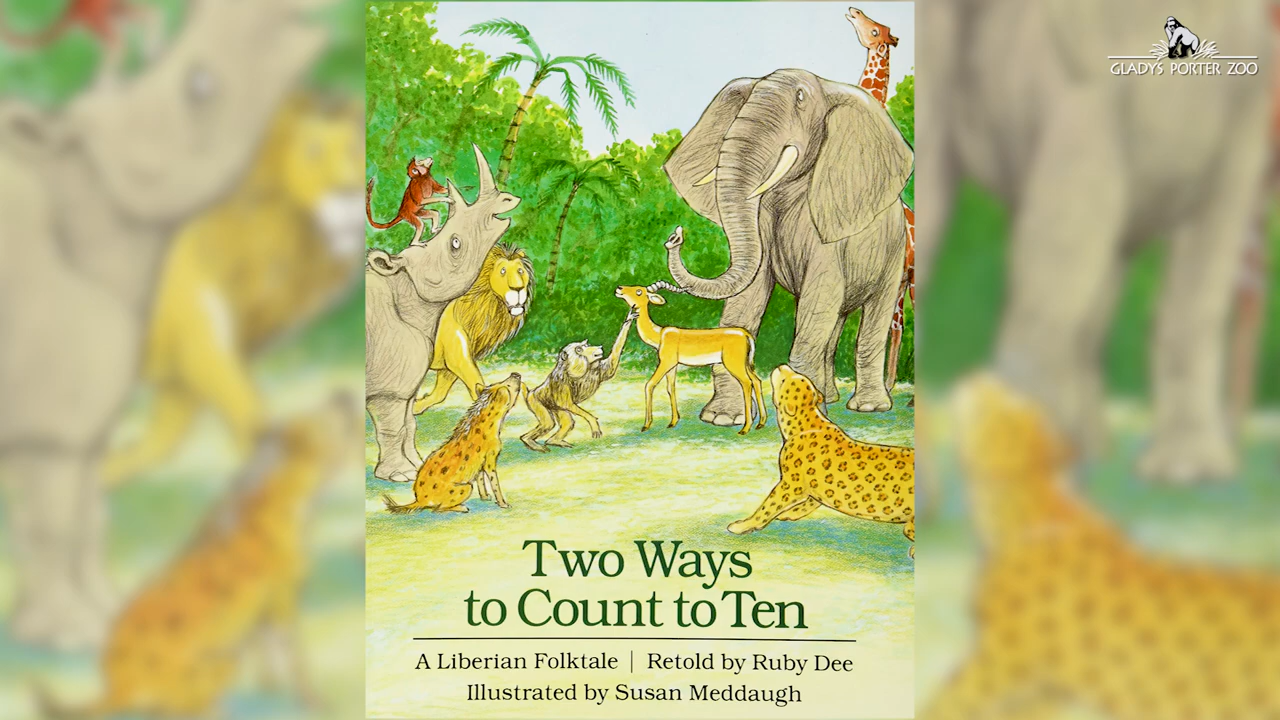 GLADYS PORTER ZOO
Two Ways
to Count to Ten
A Liberian Folktale | Retold by Ruby Dee
Illustrated by Susan Meddaugh